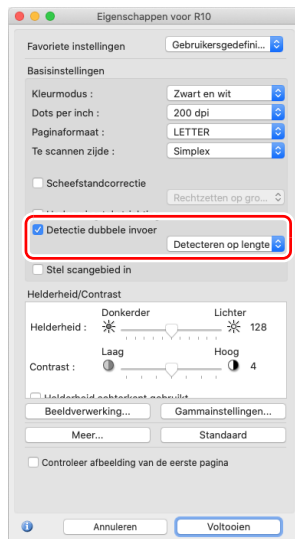 Eigenschappen voor R10
Favoriete instellingen
Gebruikersgedefini...
Basisinstellingen
Kleurmodus :
Zwart en wit
Dots per inch :
200 dpi
Paginaformaat :
LETTER
Te scannen zijde :
Simplex
Scheefstandcorrectie
Rechtzetten op gro...
Detectie dubbele invoer
Detecteren op lengte
Stel scangebied in
Helderheid/Contrast
Donkerder Lichter
Helderheid : 128
Laag Hoog
Contrast : 4
Beeldverwerking... Gammainstellingen...
Meer... Standaard
Controleer afbeelding van de eerste pagina
Annuleren Voltooien